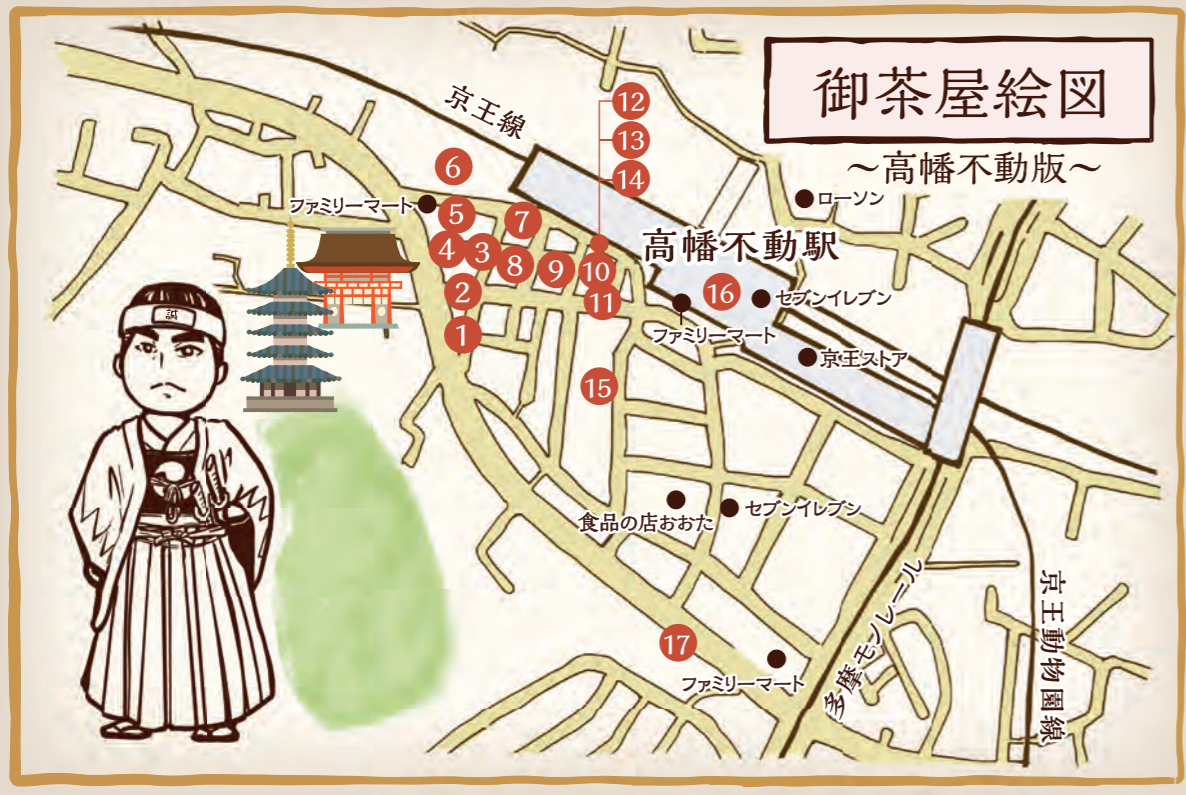 御茶屋絵図
～高幡不動版～
京王線
12
13
14
6
ファミリーマート
5
7
ローソン
4
3
8
9
10
高幡不動駅
2
11
16
セブンイレブン
1
ファミリーマート
京王ストア
誠
15
食品の店おおた
セブンイレブン
17
ファミリーマート
多摩モノレール
京王動物園線